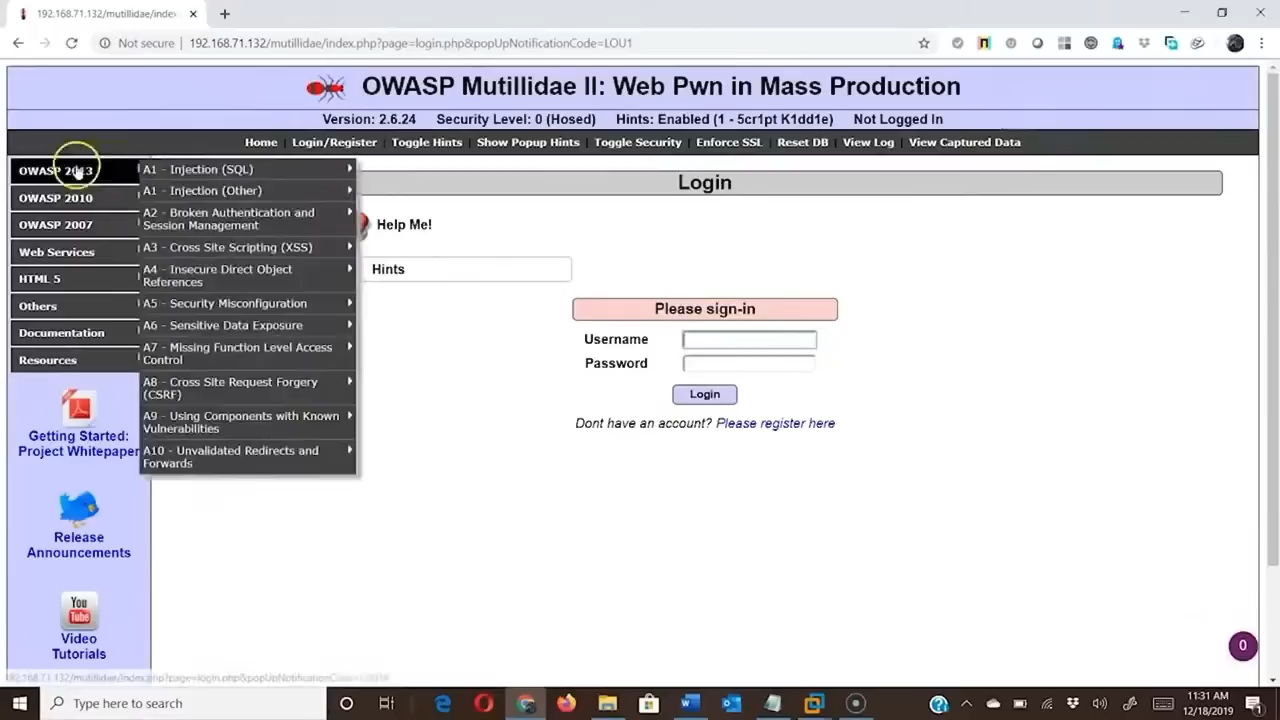 192.168.71.132/mutillidae/inde
Not secure
192.168.71.132/mutillidae/index.php?page=login.php&popUpNotificationCode=LOU1
OWASP Mutillidae II: Web Pwn in Mass Production
Version: 2.6.24 Security Level: 0 (Hosed) Hints: Enabled (1 - 5cr1pt K1dd1e) Not Logged In
Home Login/Register Toggle Hints Show Popup Hints Toggle Security Enforce SSL Reset DB View Log View Captured Data
OWASP 2013
OWASP 2010
OWASP 2007
Web Services
HTML 5
Others
Documentation
Resources
A1 - Injection (SQL)
A1 - Injection (Other)
A2 - Broken Authentication and
Session Management
A3 - Cross Site Scripting (XSS)
A4 - Insecure Direct Object
References
A5 - Security Misconfiguration
A6 - Sensitive Data Exposure
A7 - Missing Function Level Access
Control
A8 - Cross Site Request Forgery
(CSRF)
A9 - Using Components with Known
Vulnerabilities
A10 - Unvalidated Redirects and
Forwards
Login
Help Me!
Hints
Please sign-in
Username
Password
Login
Dont have an account? Please register here
Getting Started:
Project Whitepaper
Release
Announcements
You
Tube
Video
Tutorials
0
Type here to search
11:31 AM
12/18/2019